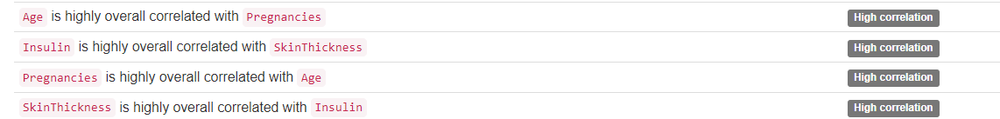 Age is highly overall correlated with Pregnancies High correlation
Insulin is highly overall correlated with SkinThickness High correlation
Pregnancies is highly overall correlated with Age High correlation
SkinThickness is highly overall correlated with Insulin High correlation